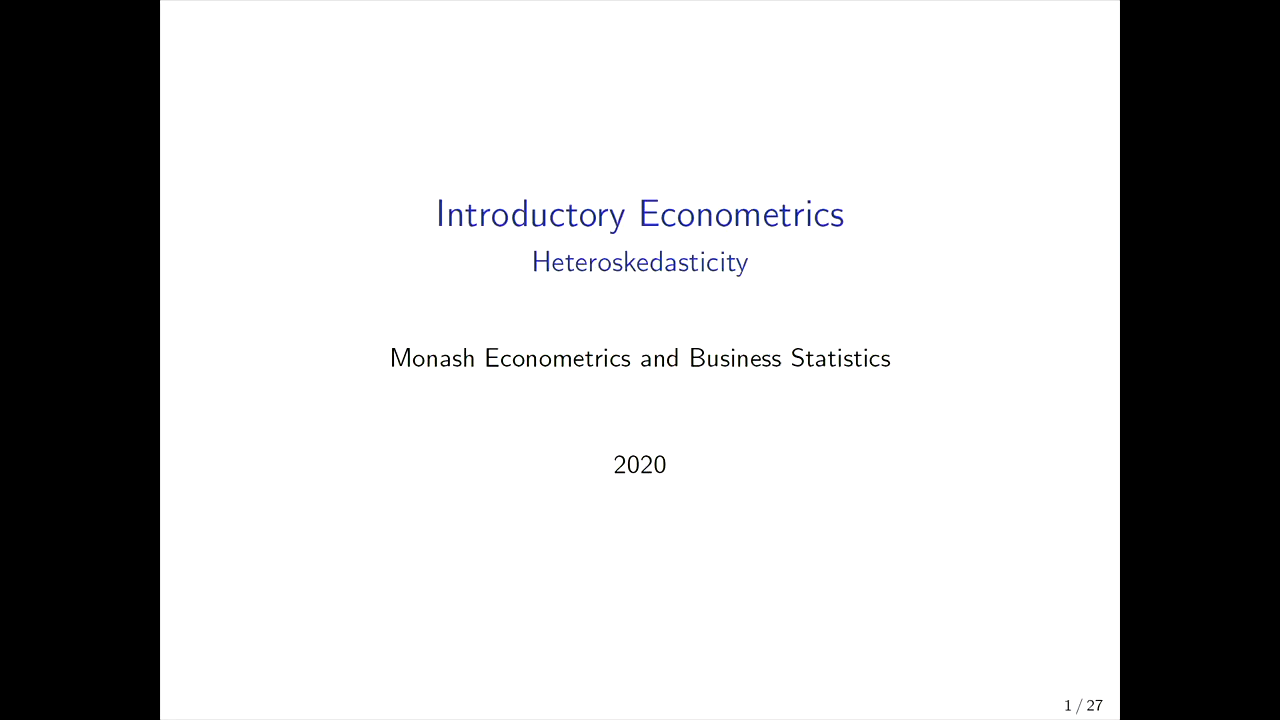 Introductory Econometrics
Heteroskedasticity
Monash Econometrics and Business Statistics
2020
1 / 27